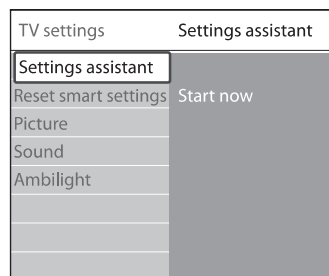 TV settings
Settings assistant
Settings assistant
Reset smart settings
Start now
Picture
Sound
Ambilight